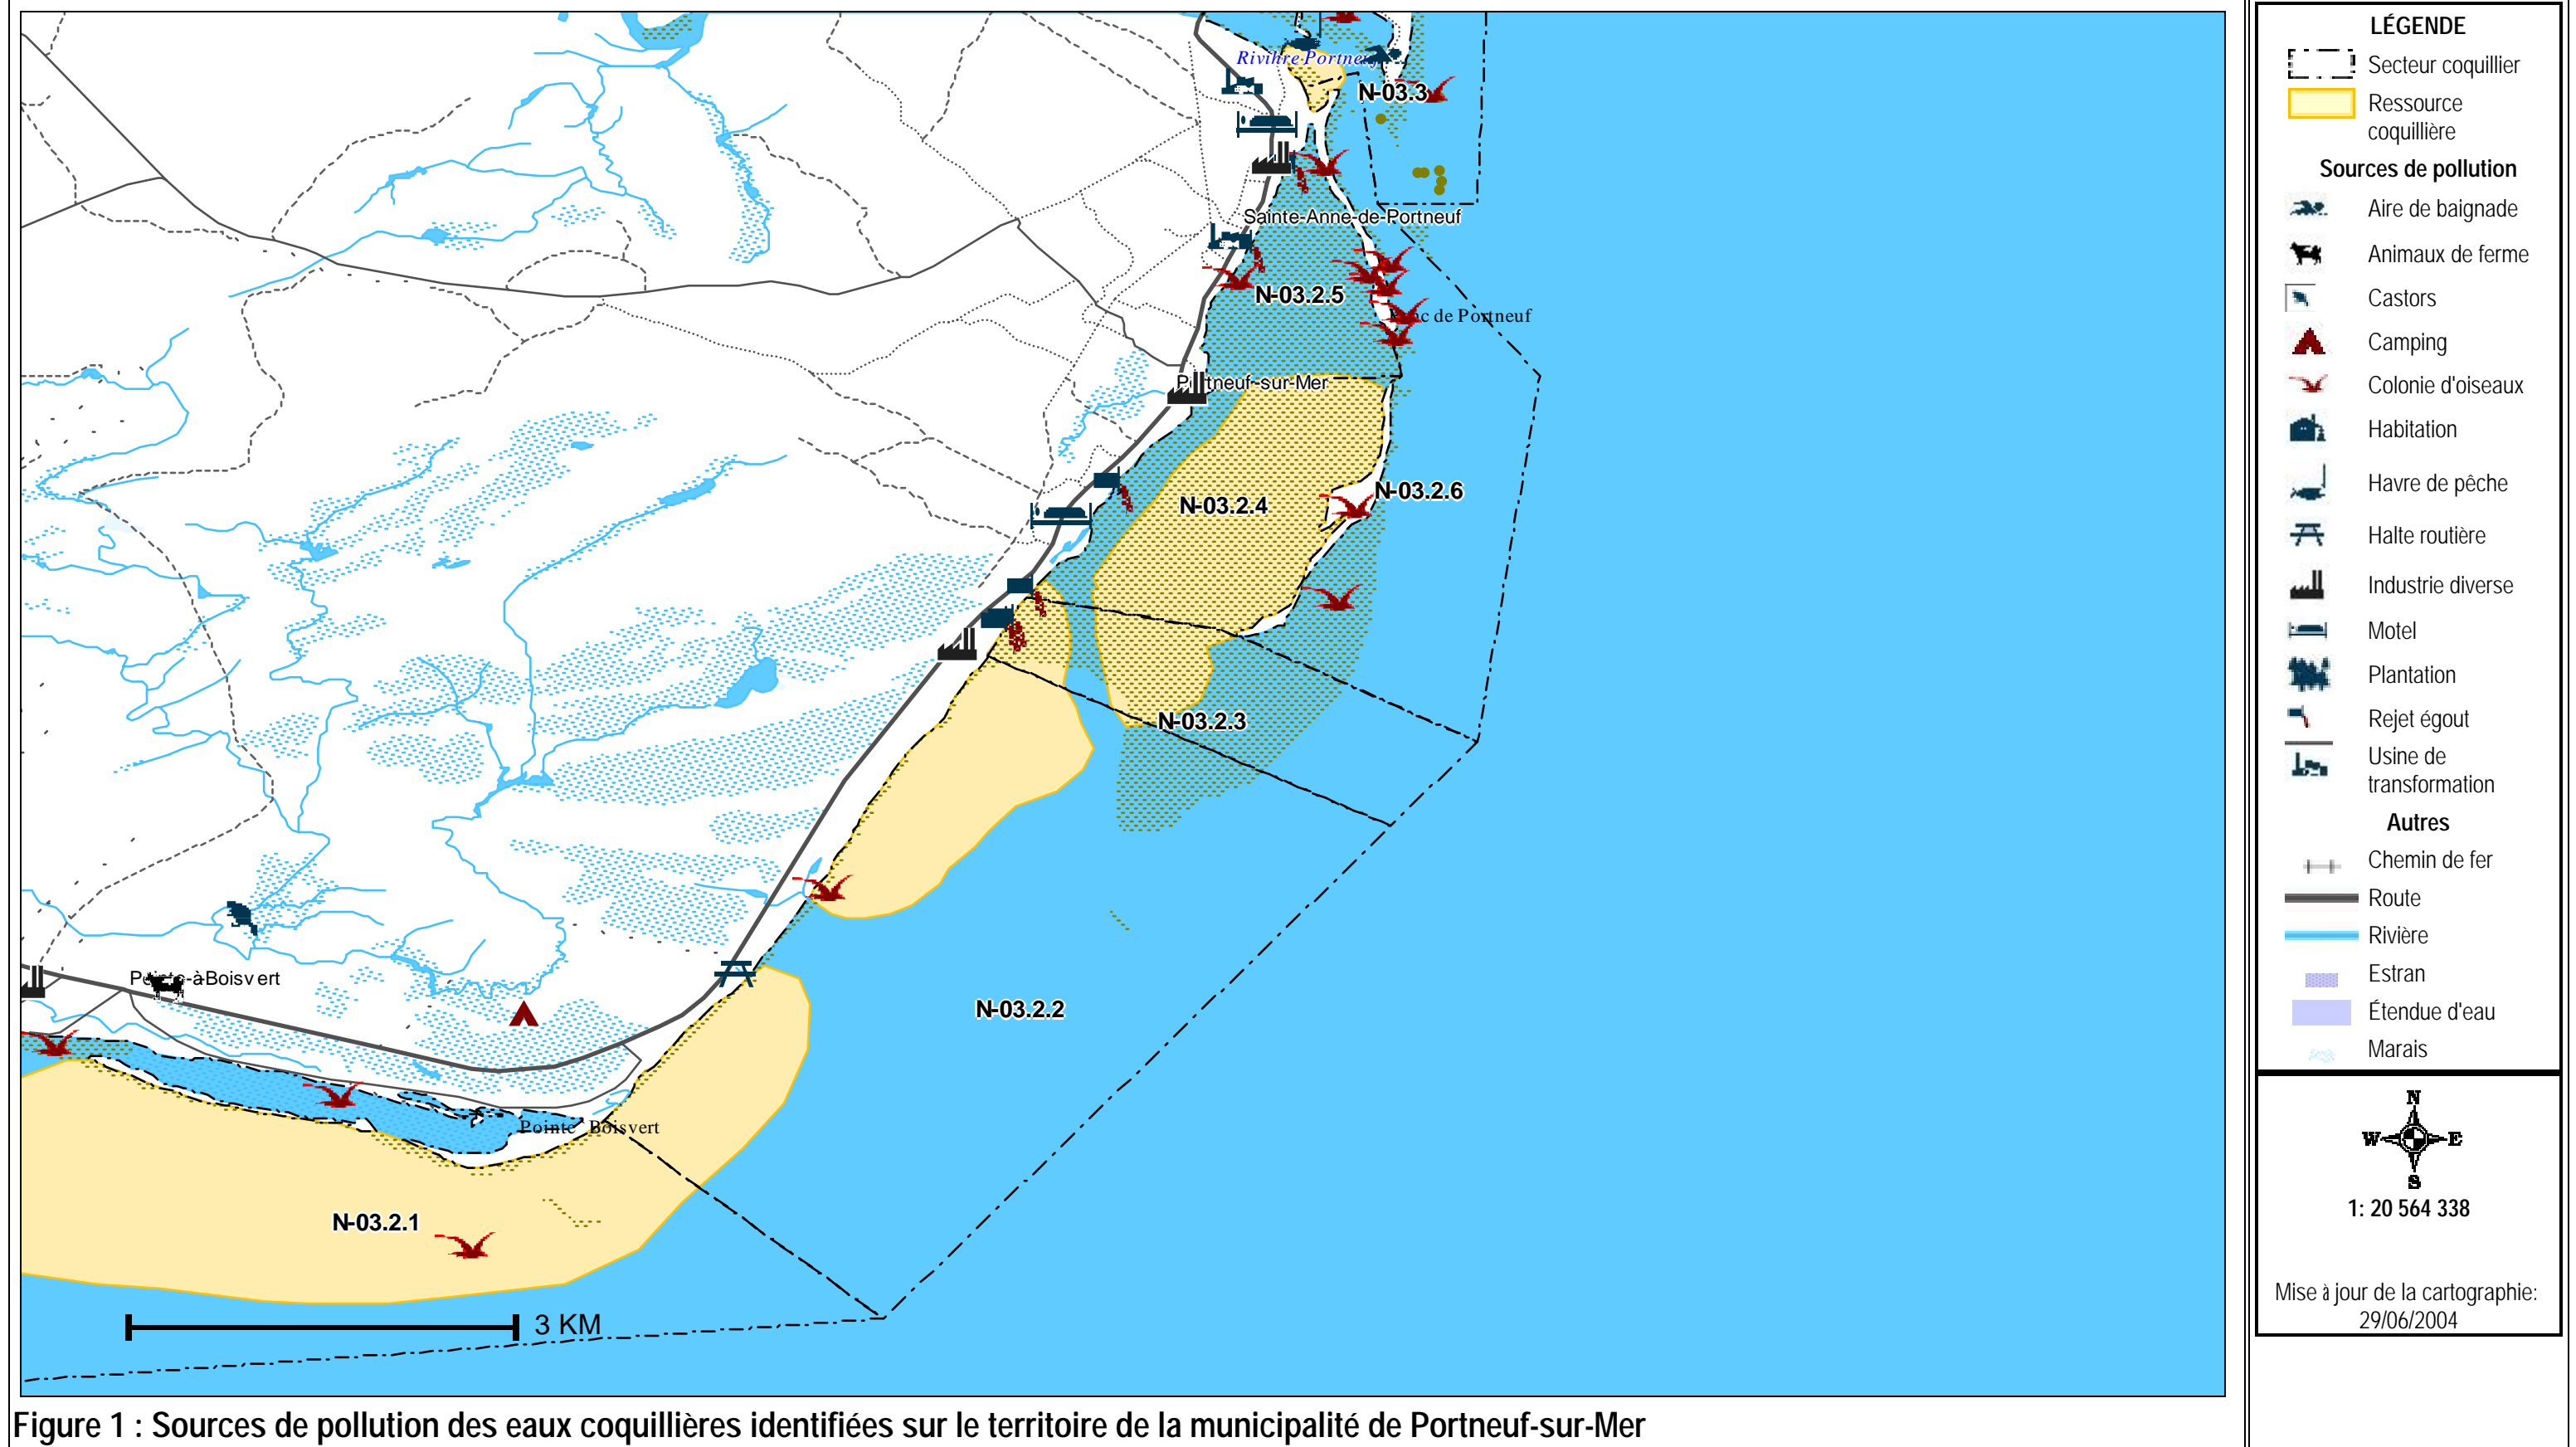 Rivihre Portneuf
N-03.3
Sainte-Anne-de-Portneuf
N-03.2.5
de Portneuf
Portneuf-sur-Mer
N-03.2.6
N-03.2.4
N-03.2.3
Pointe-à-Boisvert
N-03.2.2
Pointe Boisvert
N-03.2.1
3 KM
LÉGENDE
Secteur coquillier
Ressource
coquillière
Sources de pollution
Aire de baignade
Animaux de ferme
Castors
Camping
Colonie d'oiseaux
Habitation
Havre de pêche
Halte routière
Industrie diverse
Motel
Plantation
Rejet égout
Usine de
transformation
Autres
Chemin de fer
Route
Rivière
Estran
Étendue d'eau
Marais
N
W E
S
1: 20 564 338
Mise à jour de la cartographie:
29/06/2004
Figure 1 : Sources de pollution des eaux coquillières identifiées sur le territoire de la municipalité de Portneuf-sur-Mer